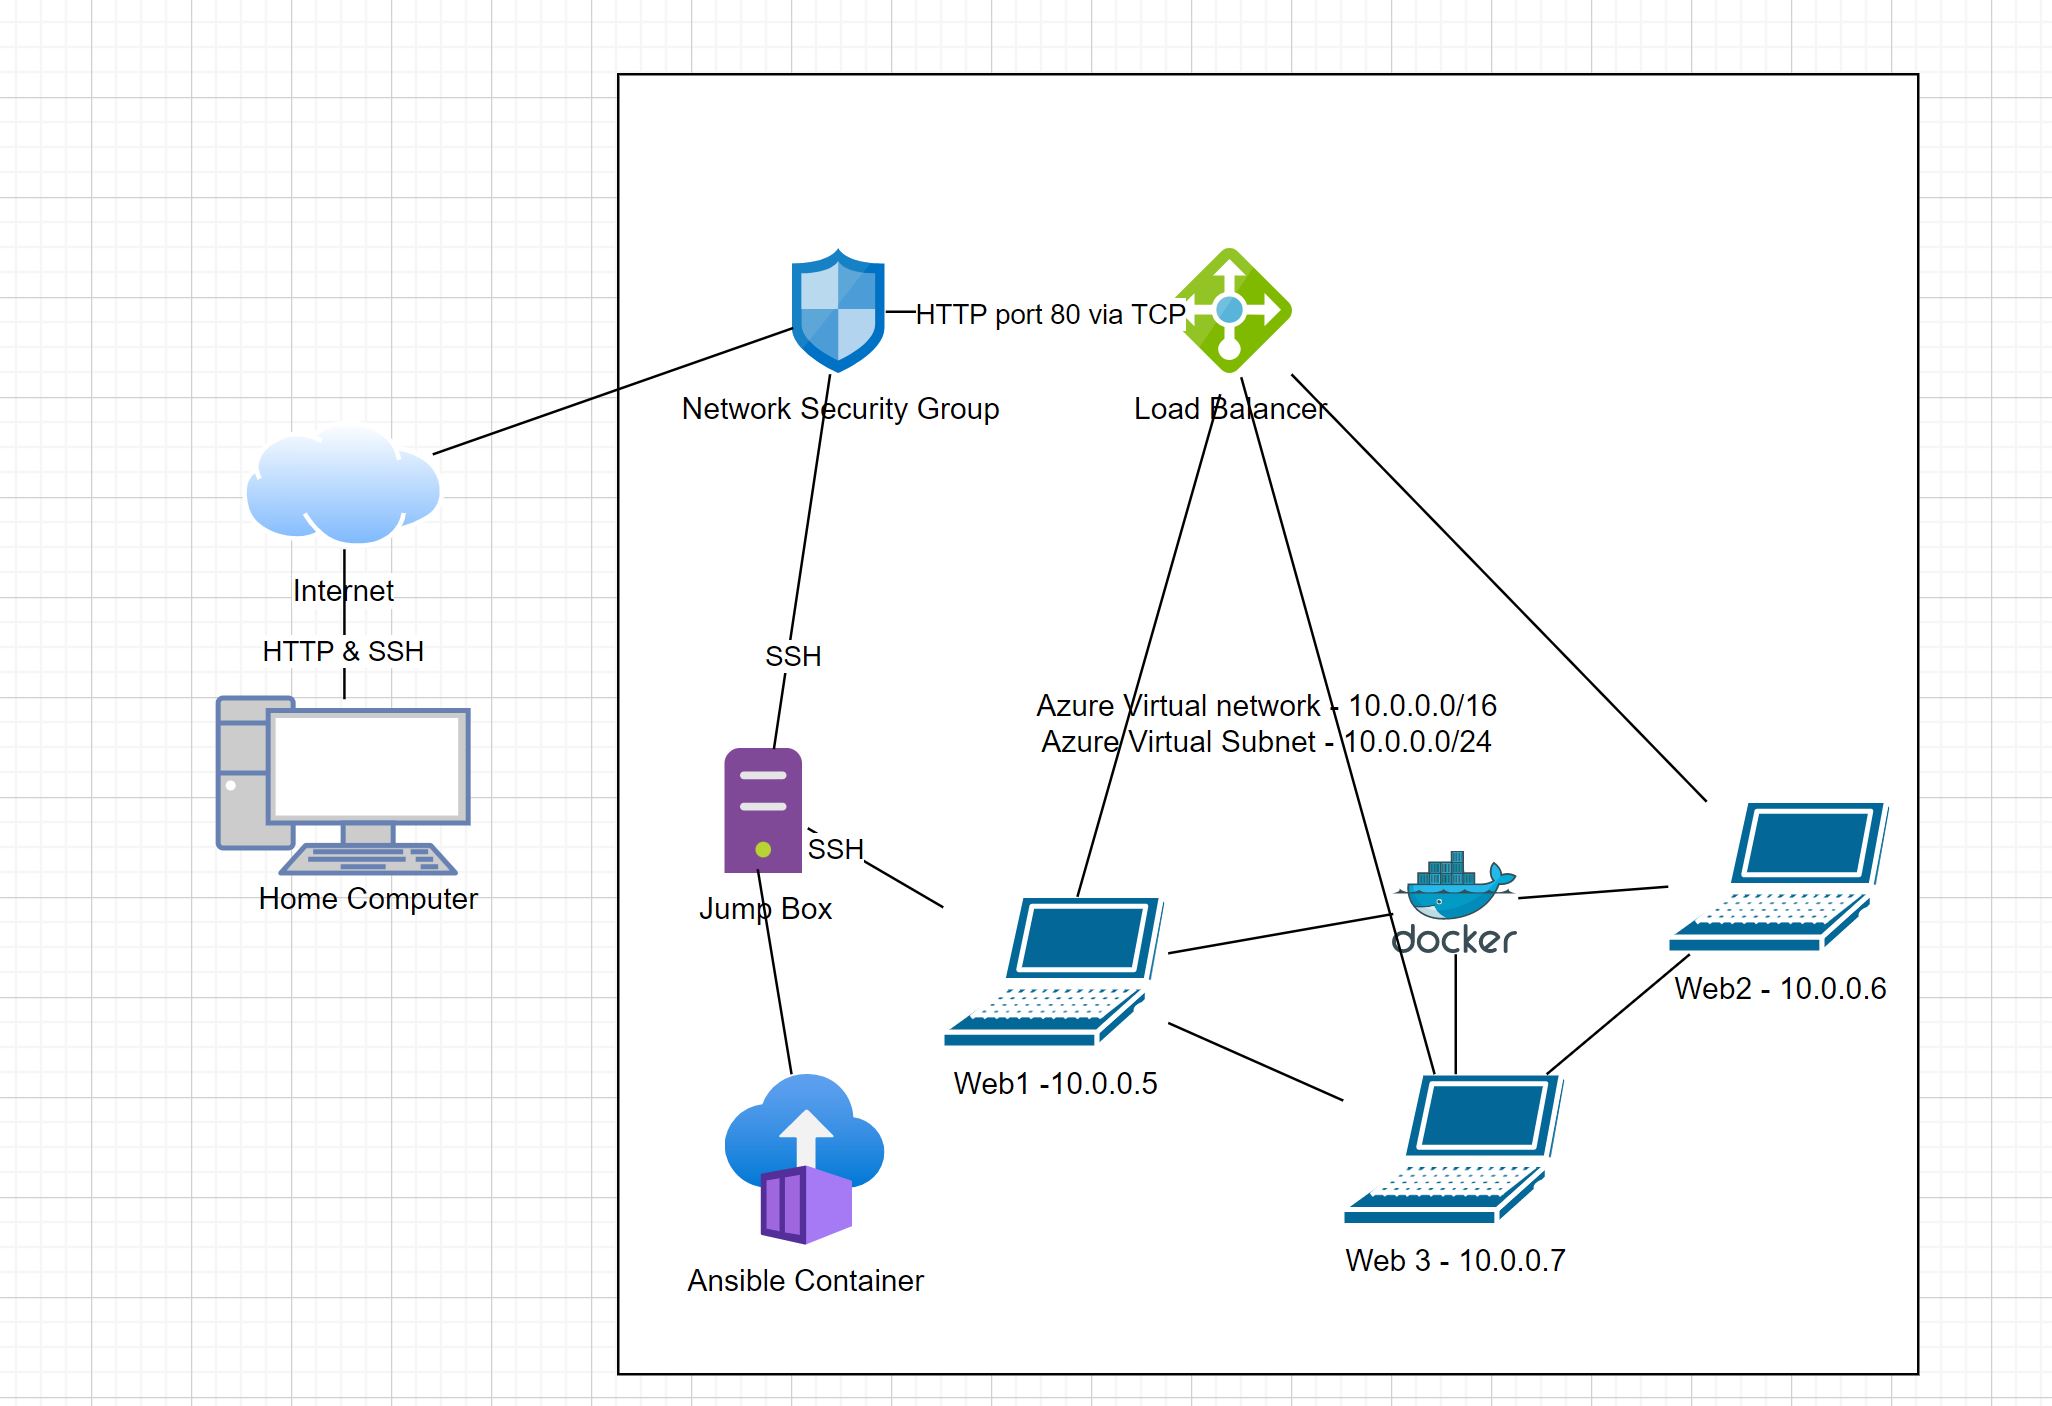 HTTP port 80 via TCP
Network Security Group
Load Balancer
Internet
HTTP & SSH
SSH
Azure Virtual network - 10.0.0.0/16
Azure Virtual Subnet - 10.0.0.0/24
SSH
Home Computer
Jump Box
docker
Web2 - 10.0.0.6
Web1 -10.0.0.5
Web 3 - 10.0.0.7
Ansible Container